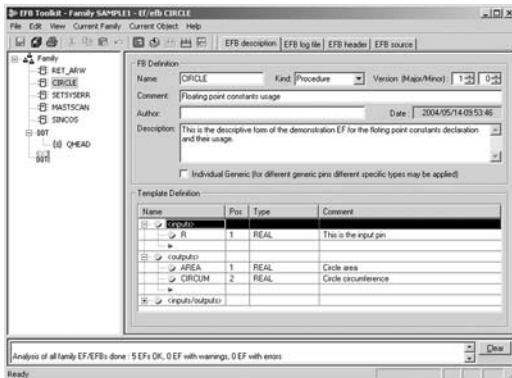 EFB Toolkit - Family SAMPLE1 - Ef/efb CIRCLE
File Edit View Current Family Current Object Help
EFB description EFB log file EFB header EFB source
Family
RET_ARW
CIRCLE
SETSYSERR
MASTSCAN
SINCOS
DDT
{s} QHEAD
DDT
FB Definition
Name: CIRCLE Kind: Procedure Version (Major/Minor): 1 0
Comment: Floating point constants usage
Author: Date: 2004/05/14-09:53:46
Description: This is the descriptive form of the demonstration EF for the floting point constants declaration
and their usage.
Individual Generic (for different generic pins different specific types may be applied)
Template Definition
Name Pos Type Comment
<inputs>
R 1 REAL This is the input pin
<outputs>
AREA 1 REAL Circle area
CIRCUM 2 REAL Circle circumference
<inputs/outputs>
Analysis of all family EF/EFBs done : 5 EFs OK, 0 EF with warnings, 0 EF with errors
Clear
Ready